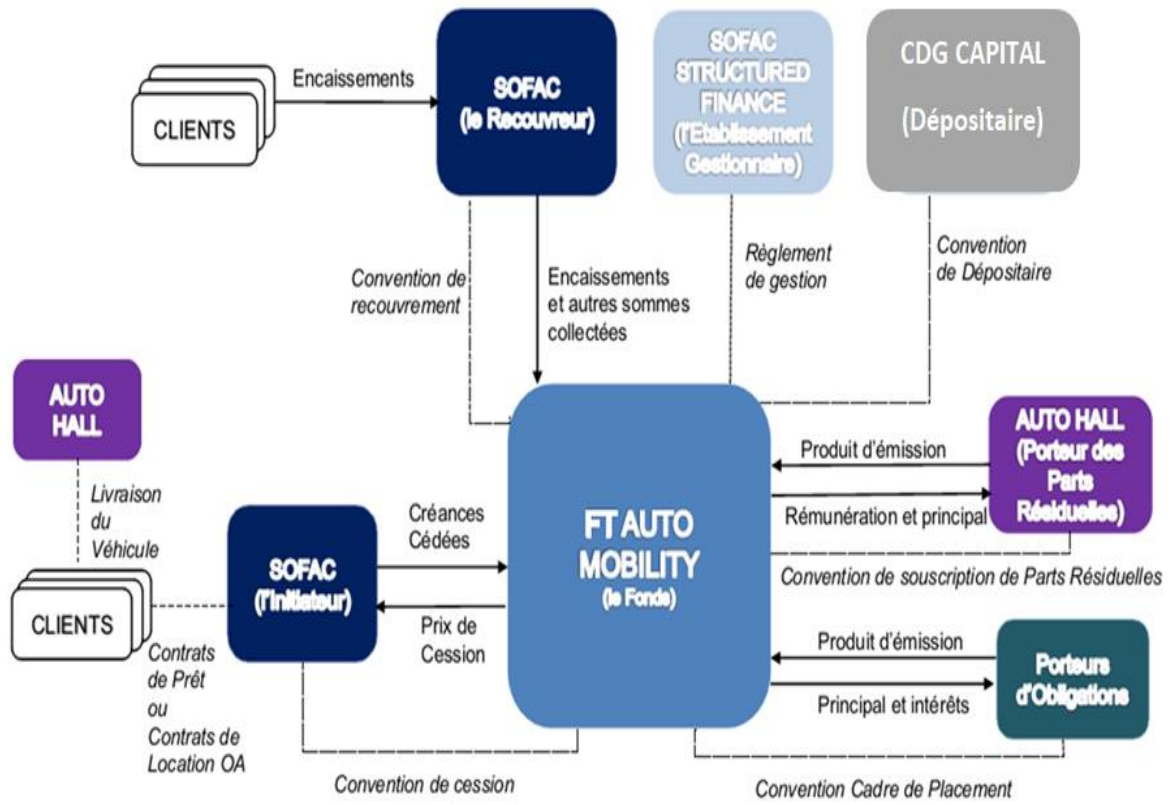 Encaissements
CLIENTS
SOFAC
(le Recouvreur)
SOFAC
STRUCTURED
FINANCE
(l'Etablissement
Gestionnaire)
CDG CAPITAL
(Dépositaire)
Convention de
recouvrement
Encaissements
et autres sommes
collectées
Règlement
de gestion
Convention
de Dépositaire
AUTO
HALL
Livraison
du
Véhicule
CLIENTS
Contrats
de Prêt
ou
Contrats de
Location OA
SOFAC
(l'Initiateur)
Créances
Cédées
Prix de
Cession
Convention de cession
FT AUTO
MOBILITY
(le Fonds)
Produit d'émission
Rémunération et principal
AUTO HALL
(Porteur des
Parts
Résiduelles)
Convention de souscription de Parts Résiduelles
Produit d'émission
Principal et intérêts
Porteurs
d'Obligations
Convention Cadre de Placement